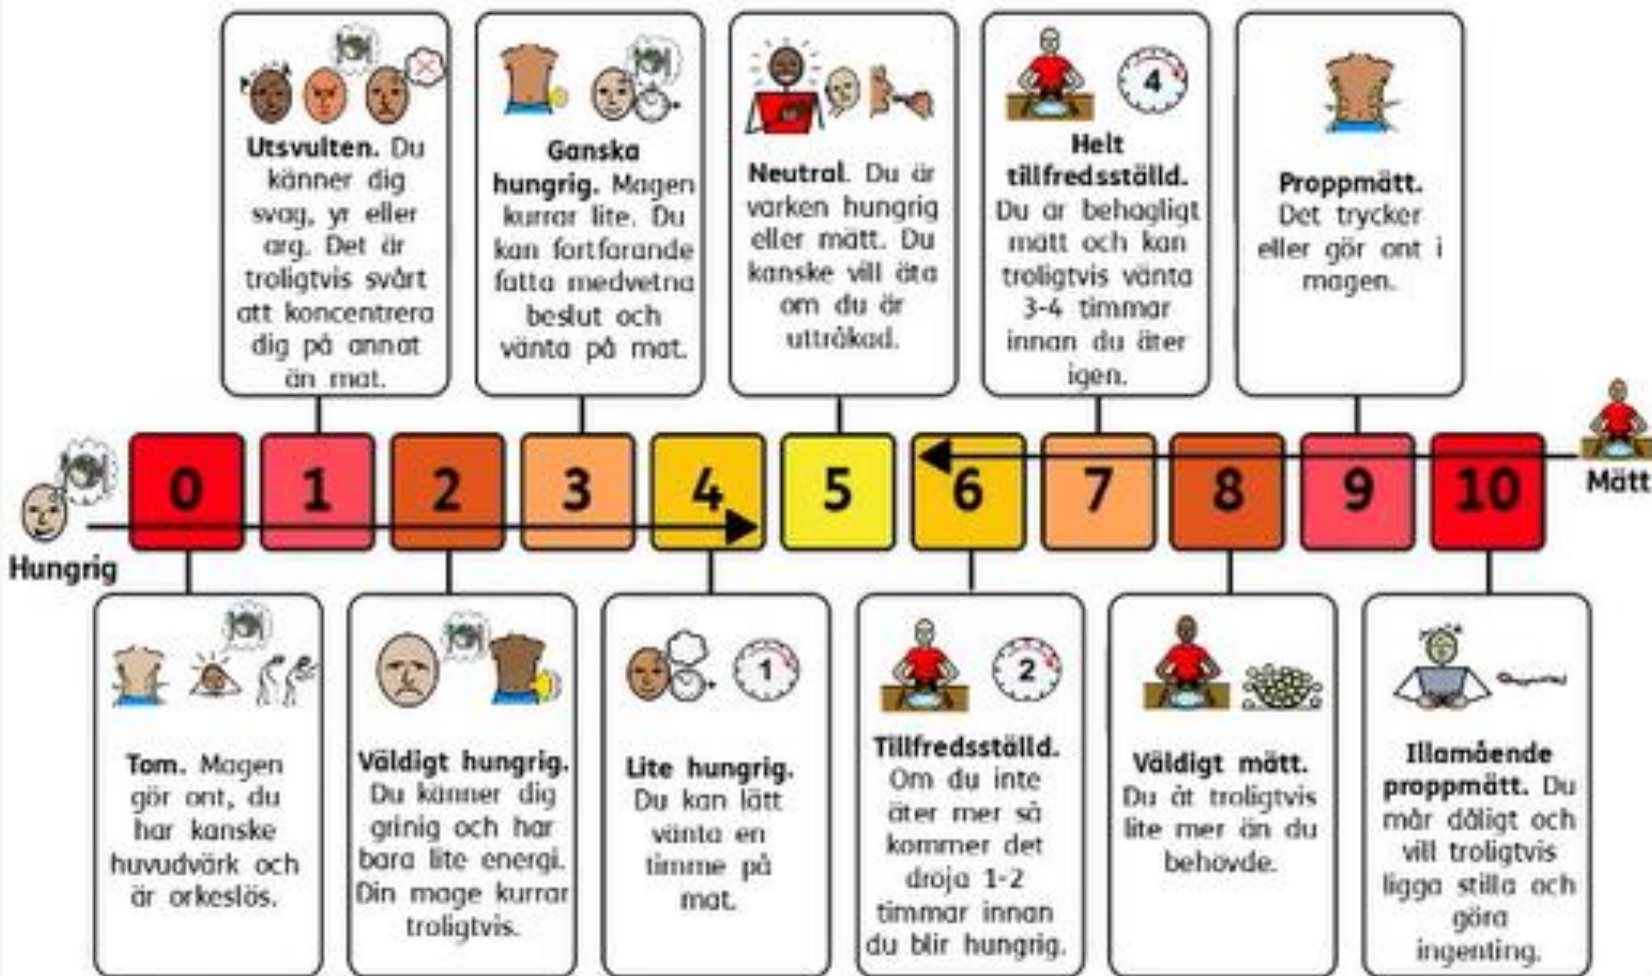 4
Utsvulten. Du
känner dig
svag, yr eller
arg. Det är
troligtvis svårt
att koncentrera
dig på annat
än mat.
Ganska
hungrig. Magen
kurrar lite. Du
kan fortfarande
fatta medvetna
beslut och
vänta på mat.
Neutral. Du är
varken hungrig
eller mätt. Du
kanske vill äta
om du är
uttråkad.
Helt
tillfredsställd.
Du är behagligt
mätt och kan
troligtvis vänta
3-4 timmar
innan du äter
igen.
Proppmätt.
Det trycker
eller gör ont i
magen.
0 1 2 3 4 5 6 7 8 9 10
Mätt
Hungrig
1
2
Tom. Magen
gör ont, du
har kanske
huvudvärk och
är orkeslös.
Väldigt hungrig.
Du känner dig
grinig och har
bara lite energi.
Din mage kurrar
troligtvis.
Lite hungrig.
Du kan lätt
vänta en
timme på
mat.
Tillfredsställd.
Om du inte
äter mer så
kommer det
dröja 1-2
timmar innan
du blir hungrig.
Väldigt mätt.
Du åt troligtvis
lite mer än du
behövde.
Illamående
proppmätt. Du
mår dåligt och
vill troligtvis
ligga stilla och
göra
ingenting.